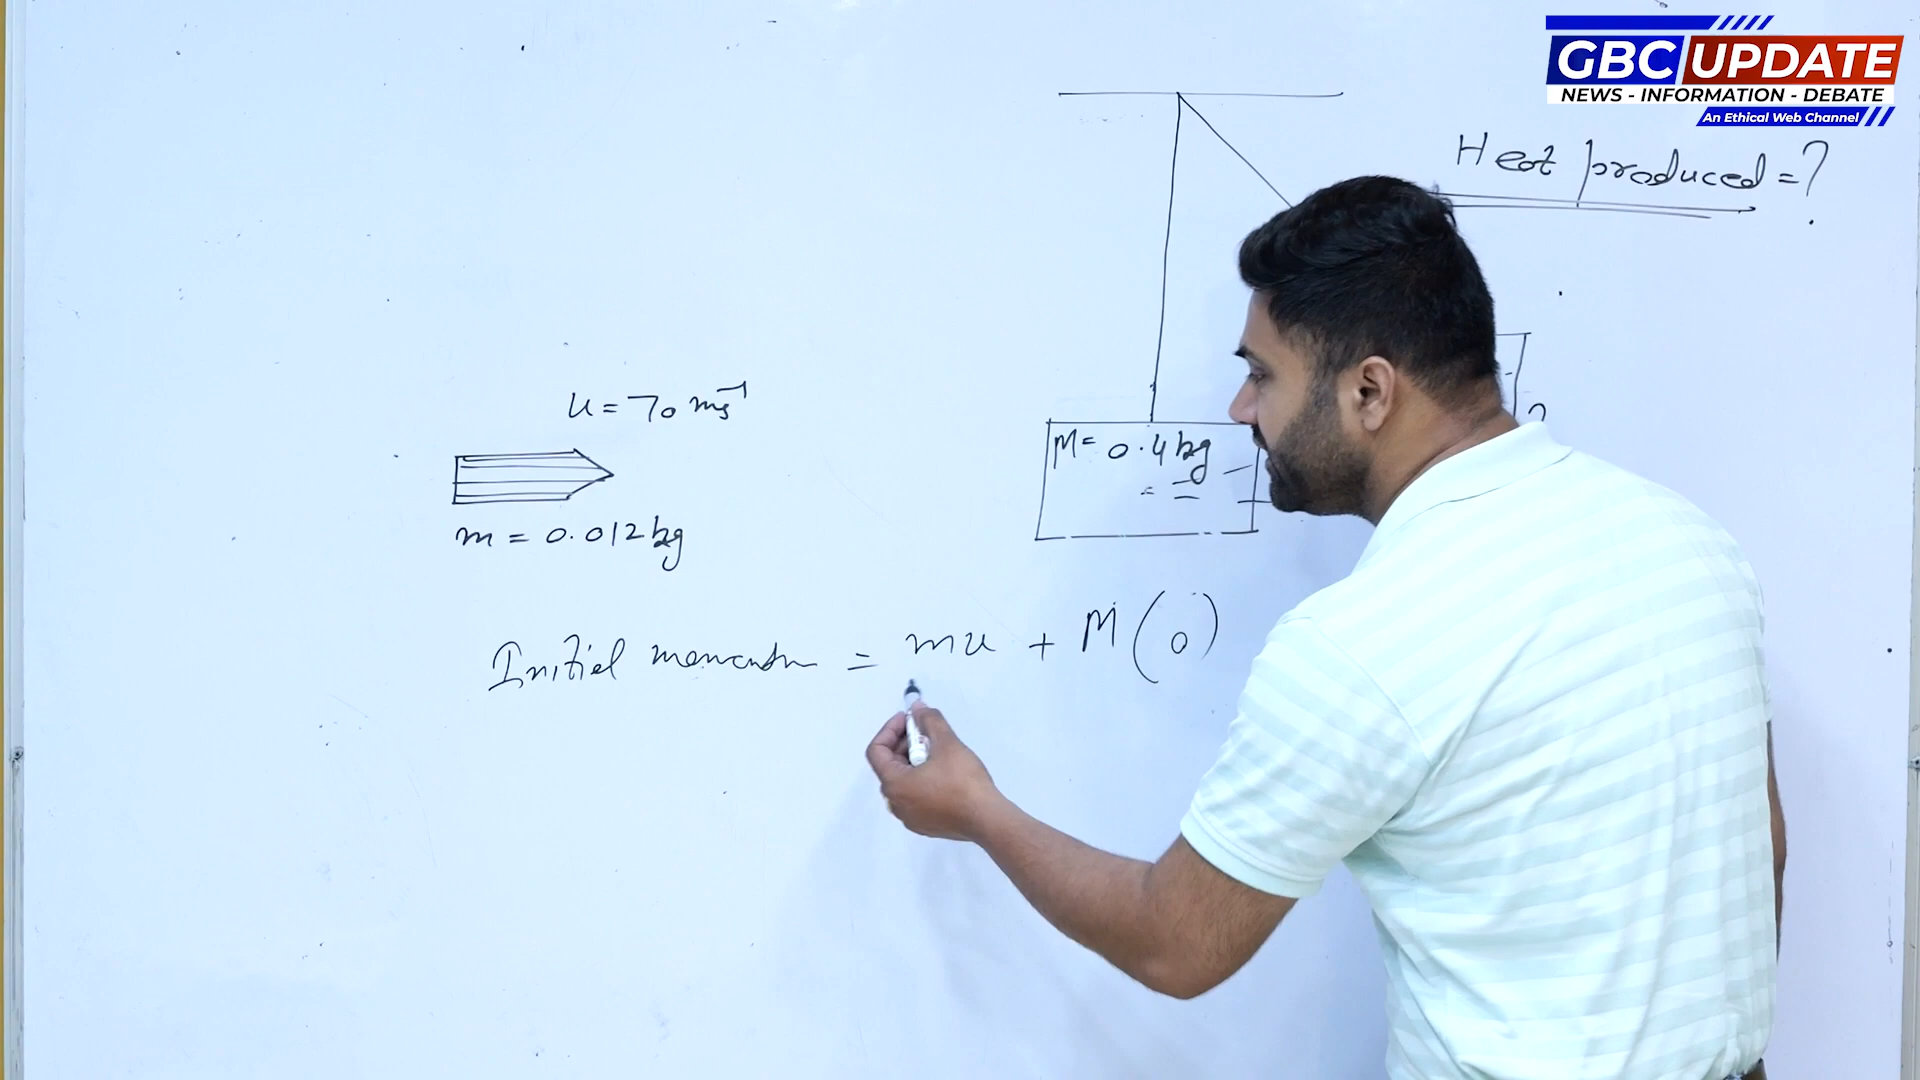 GBC UPDATE
NEWS - INFORMATION - DEBATE
An Ethical Web Channel
Heat produced = ?
u = 70 ms⁻¹
M = 0.4 kg
m = 0.012 kg
Initial momentum = mu + M (0)